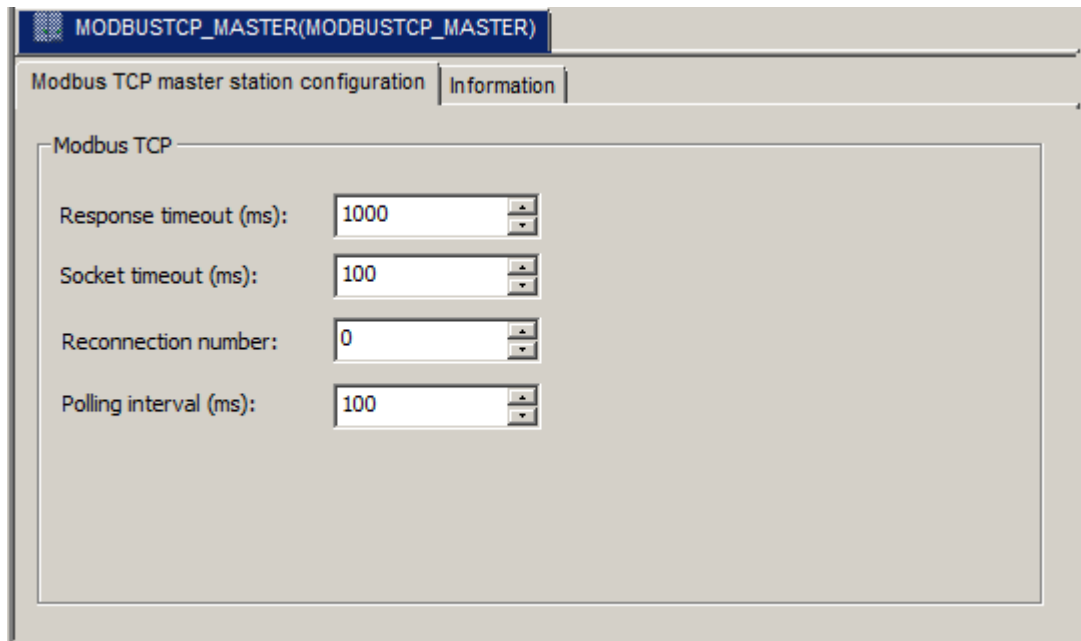 MODBUSTCP_MASTER(MODBUSTCP_MASTER)
Modbus TCP master station configuration Information
Modbus TCP
Response timeout (ms): 1000
Socket timeout (ms): 100
Reconnection number: 0
Polling interval (ms): 100